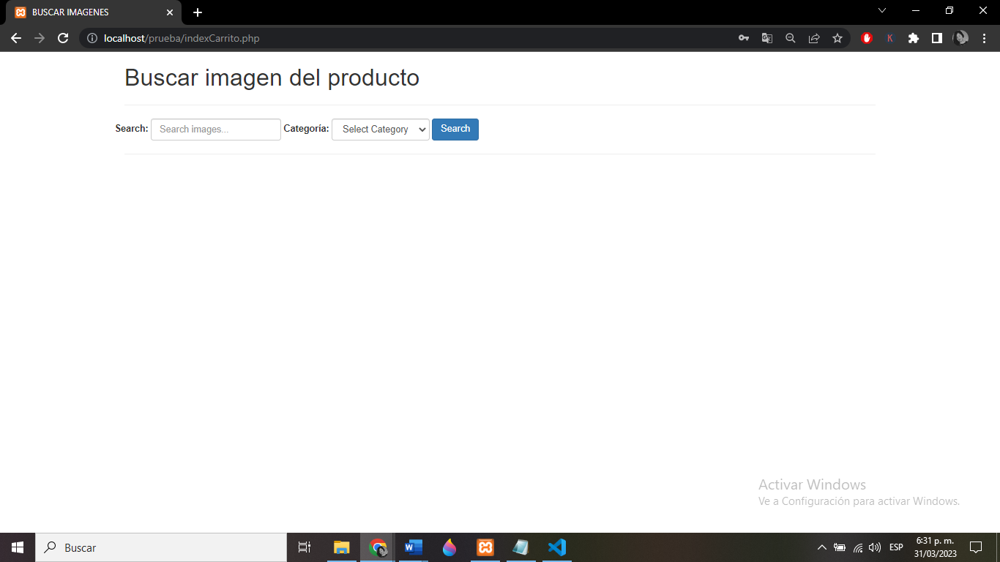 BUSCAR IMAGENES
localhost/prueba/indexCarrito.php
Buscar imagen del producto
Search: Search images... Categoría: Select Category Search
Activar Windows
Ve a Configuración para activar Windows.
Buscar
ESP
6:31 p. m.
31/03/2023